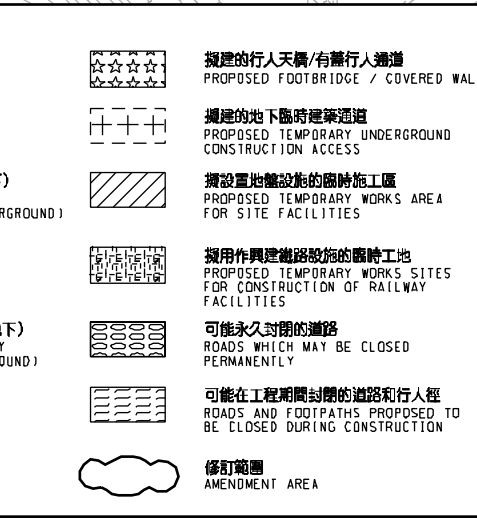 擬建的行人天橋/有蓋行人通道
PROPOSED FOOTBRIDGE / COVERED WAL
擬建的地下臨時建築通道
PROPOSED TEMPORARY UNDERGROUND
CONSTRUCTION ACCESS
)
RGROUND)
擬設置地盤設施的臨時施工區
PROPOSED TEMPORARY WORKS AREA
FOR SITE FACILITIES
擬用作興建鐵路設施的臨時工地
PROPOSED TEMPORARY WORKS SITES
FOR CONSTRUCTION OF RAILWAY
FACILITIES
下)
Y
OUND)
可能永久封閉的道路
ROADS WHICH MAY BE CLOSED
PERMANENTLY
可能在工程期間封閉的道路和行人徑
ROADS AND FOOTPATHS PROPOSED TO
BE CLOSED DURING CONSTRUCTION
修訂範圍
AMENDMENT AREA